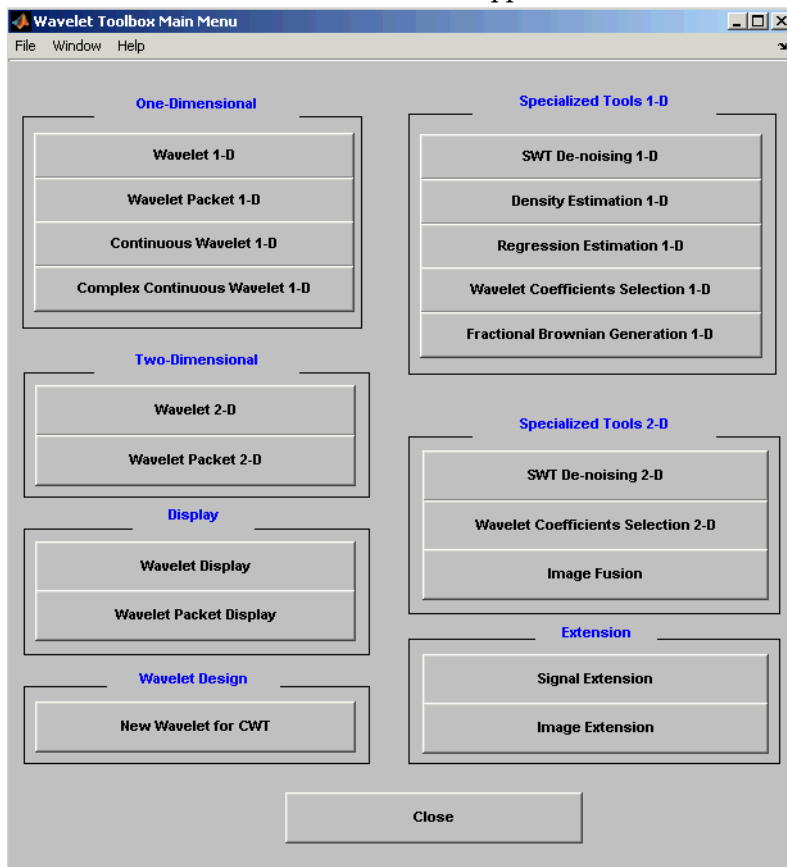 Wavelet Toolbox Main Menu
File Window Help
One-Dimensional
Wavelet 1-D
Wavelet Packet 1-D
Continuous Wavelet 1-D
Complex Continuous Wavelet 1-D
Two-Dimensional
Wavelet 2-D
Wavelet Packet 2-D
Display
Wavelet Display
Wavelet Packet Display
Wavelet Design
New Wavelet for CWT
Specialized Tools 1-D
SWT De-noising 1-D
Density Estimation 1-D
Regression Estimation 1-D
Wavelet Coefficients Selection 1-D
Fractional Brownian Generation 1-D
Specialized Tools 2-D
SWT De-noising 2-D
Wavelet Coefficients Selection 2-D
Image Fusion
Extension
Signal Extension
Image Extension
Close